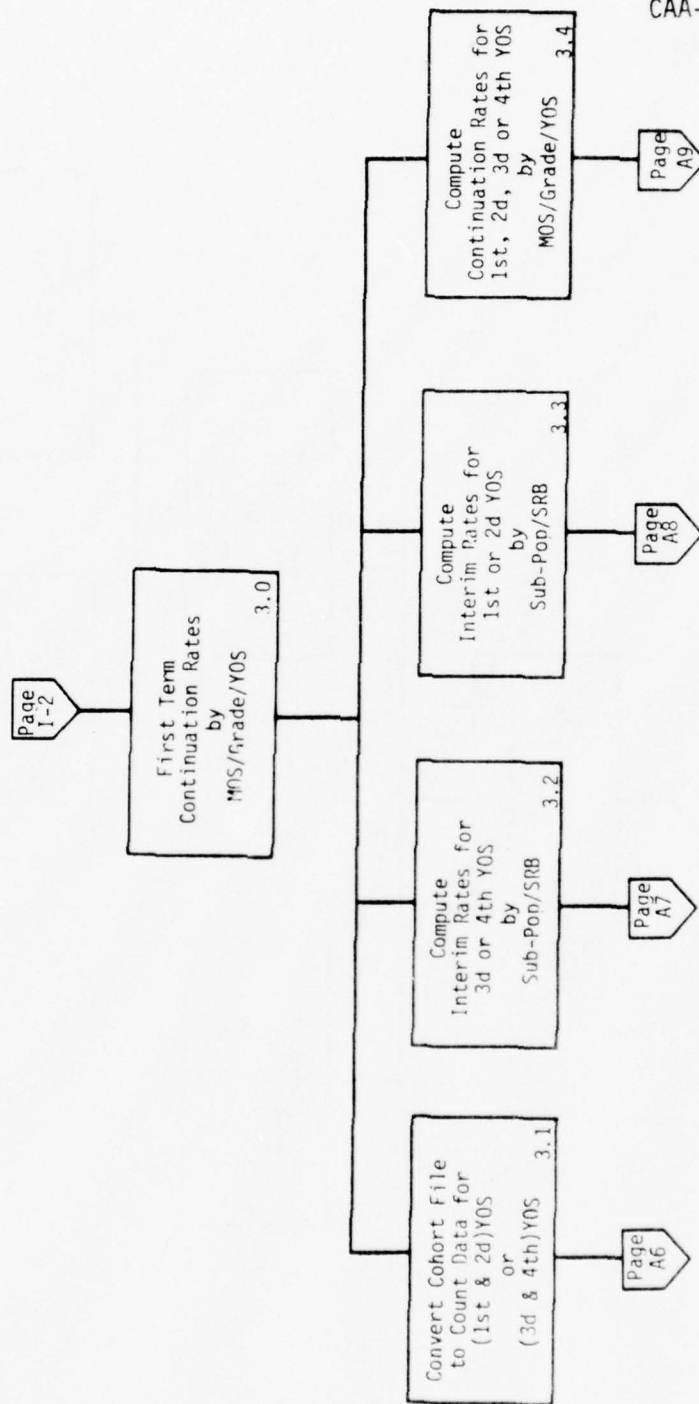 CAA-
Page
I-2
First Term
Continuation Rates
by
MOS/Grade/YOS
3.0
Convert Cohort File
to Count Data for
(1st & 2d)YOS
or
(3d & 4th)YOS
3.1
Page
A6
Compute
Interim Rates for
3d or 4th YOS
by
Sub-Pop/SRB
3.2
Page
A7
Compute
Interim Rates for
1st or 2d YOS
by
Sub-Pop/SRB
3.3
Page
A8
Compute
Continuation Rates for
1st, 2d, 3d or 4th YOS
by
MOS/Grade/YOS
3.4
Page
A9